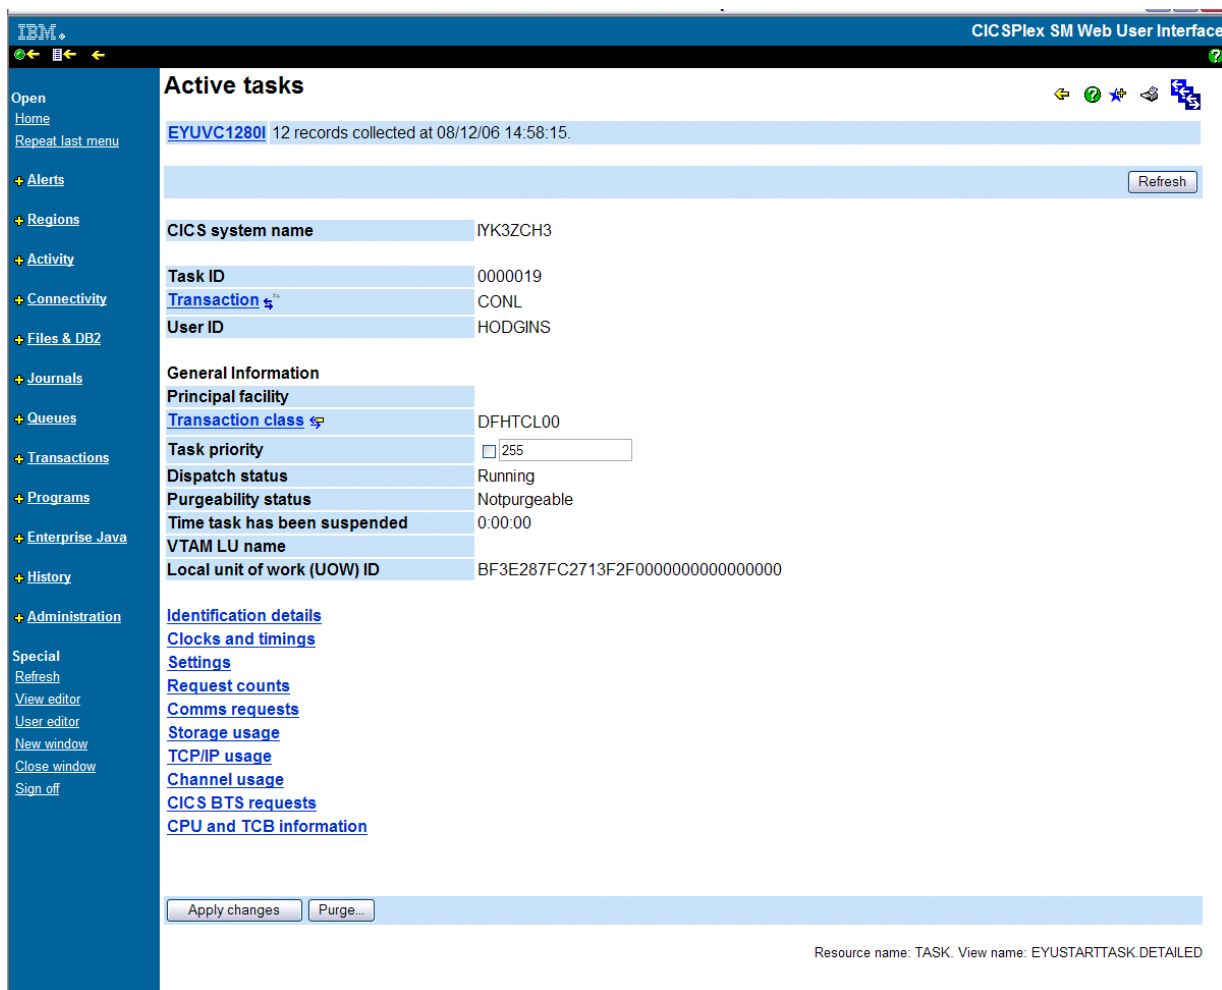 IBM
CICSPlex SM Web User Interface
Open
Home
Repeat last menu
Alerts
Regions
Activity
Connectivity
Files & DB2
Journals
Queues
Transactions
Programs
Enterprise Java
History
Administration
Special
Refresh
View editor
User editor
New window
Close window
Sign off
Active tasks
EYUVC1280I 12 records collected at 08/12/06 14:58:15.
Refresh
CICS system name IYK3ZCH3
Task ID 0000019
Transaction CONL
User ID HODGINS
General Information
Principal facility
Transaction class DFHTCL00
Task priority 255
Dispatch status Running
Purgeability status Notpurgeable
Time task has been suspended 0:00:00
VTAM LU name
Local unit of work (UOW) ID BF3E287FC2713F2F0000000000000000
Identification details
Clocks and timings
Settings
Request counts
Comms requests
Storage usage
TCP/IP usage
Channel usage
CICS BTS requests
CPU and TCB information
Apply changes Purge...
Resource name: TASK. View name: EYUSTARTTASK.DETAILED